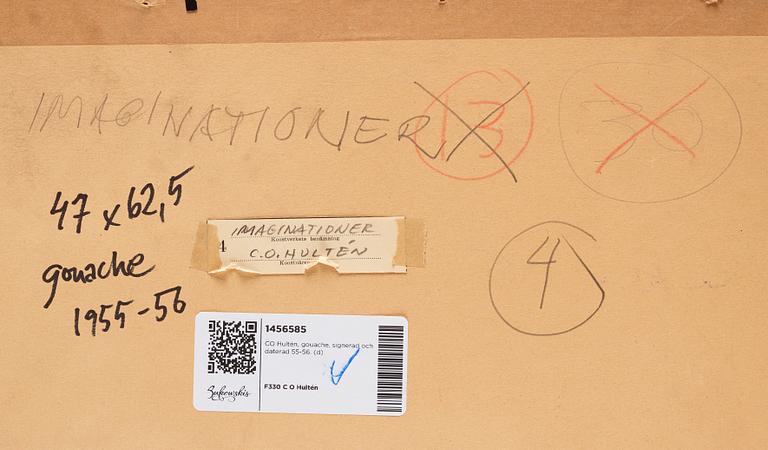 IMAGINATIONER
13
30
47 x 62,5
gouache
1955-56
IMAGINATIONER
Konstverkets benämning
4
C.O. HULTÉN
4
1456585
CO Hultén, gouache, signerad och
daterad 55-56. (d)
Bukowskis
F330 C O Hultén